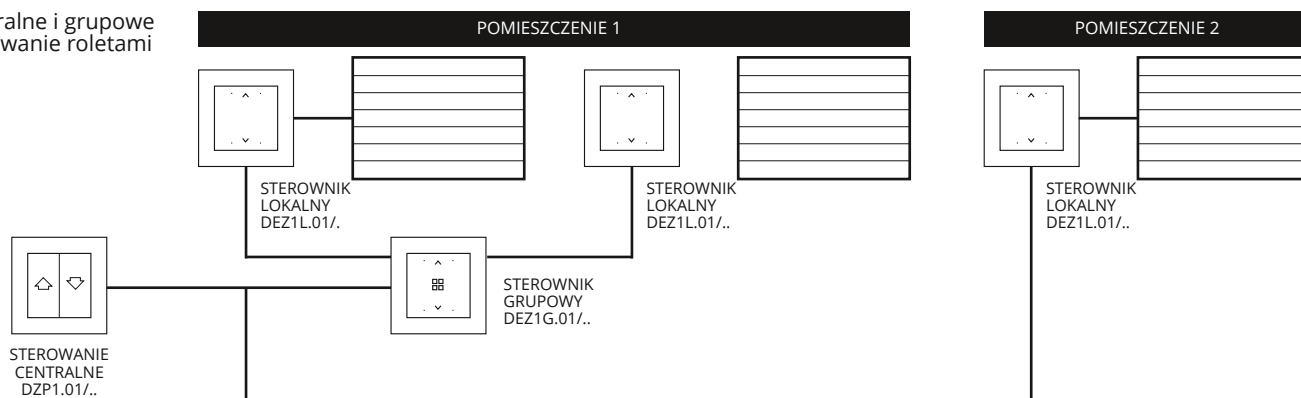 ralne i grupowe
wanie roletami
POMIESZCZENIE 1
POMIESZCZENIE 2
STEROWNIK
LOKALNY
DEZ1L.01/.
STEROWNIK
LOKALNY
DEZ1L.01/..
STEROWNIK
LOKALNY
DEZ1L.01/..
STEROWNIK
GRUPOWY
DEZ1G.01/..
STEROWANIE
CENTRALNE
DZP1.01/..